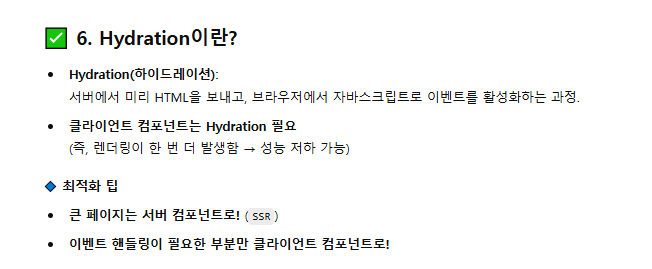 ✅ 6. Hydration이란?
• Hydration(하이드레이션):
서버에서 미리 HTML을 보내고, 브라우저에서 자바스크립트로 이벤트를 활성화하는 과정.
• 클라이언트 컴포넌트는 Hydration 필요
(즉, 렌더링이 한 번 더 발생함 → 성능 저하 가능)
🔹 최적화 팁
• 큰 페이지는 서버 컴포넌트로! (SSR)
• 이벤트 핸들링이 필요한 부분만 클라이언트 컴포넌트로!